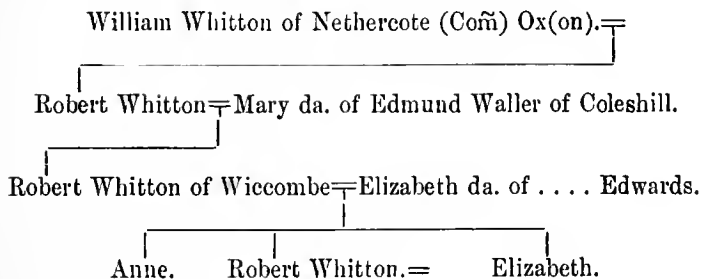 William Whitton of Nethercote (Com̃) Ox(on).=
Robert Whitton=Mary da. of Edmund Waller of Coleshill.
Robert Whitton of Wiccombe=Elizabeth da. of .... Edwards.
Anne. Robert Whitton.= Elizabeth.